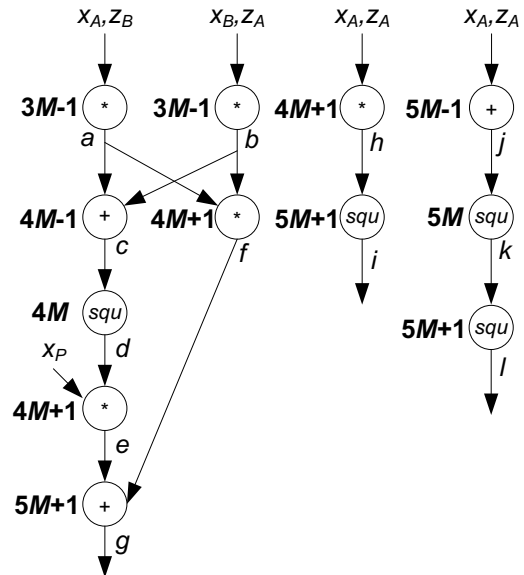 x_A,z_B x_B,z_A x_A,z_A x_A,z_A
3M-1 * 3M-1 * 4M+1 * 5M-1 +
a b h j
4M-1 + 4M+1 * 5M+1 squ 5M squ
c f i k
4M squ 5M+1 squ
d l
x_P
4M+1 *
e
5M+1 +
g